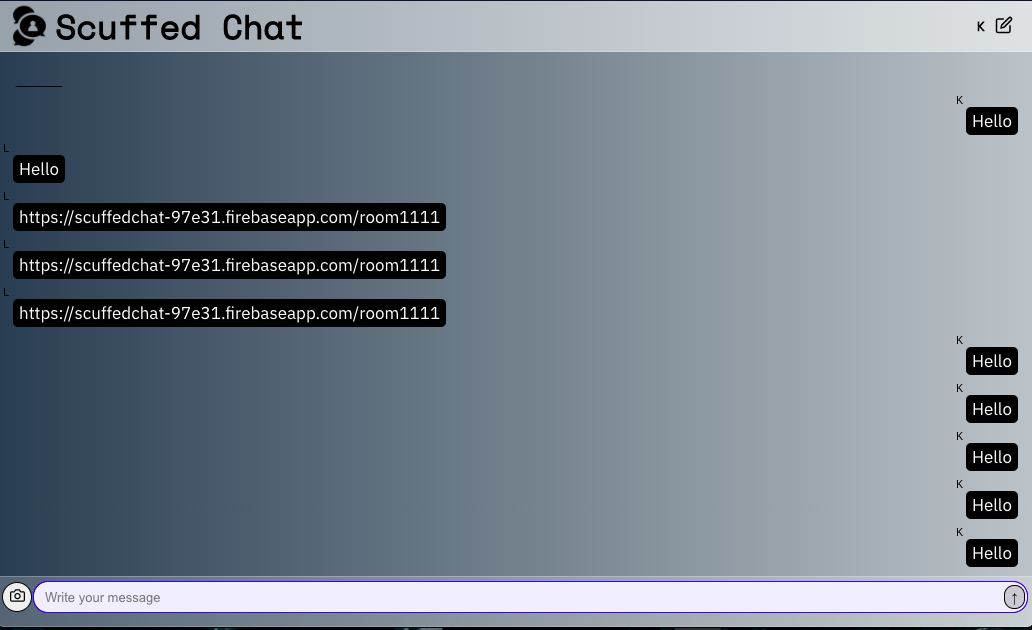 Scuffed Chat
K
K
Hello
L
Hello
L
https://scuffedchat-97e31.firebaseapp.com/room1111
L
https://scuffedchat-97e31.firebaseapp.com/room1111
L
https://scuffedchat-97e31.firebaseapp.com/room1111
K
Hello
K
Hello
K
Hello
K
Hello
K
Hello
Write your message